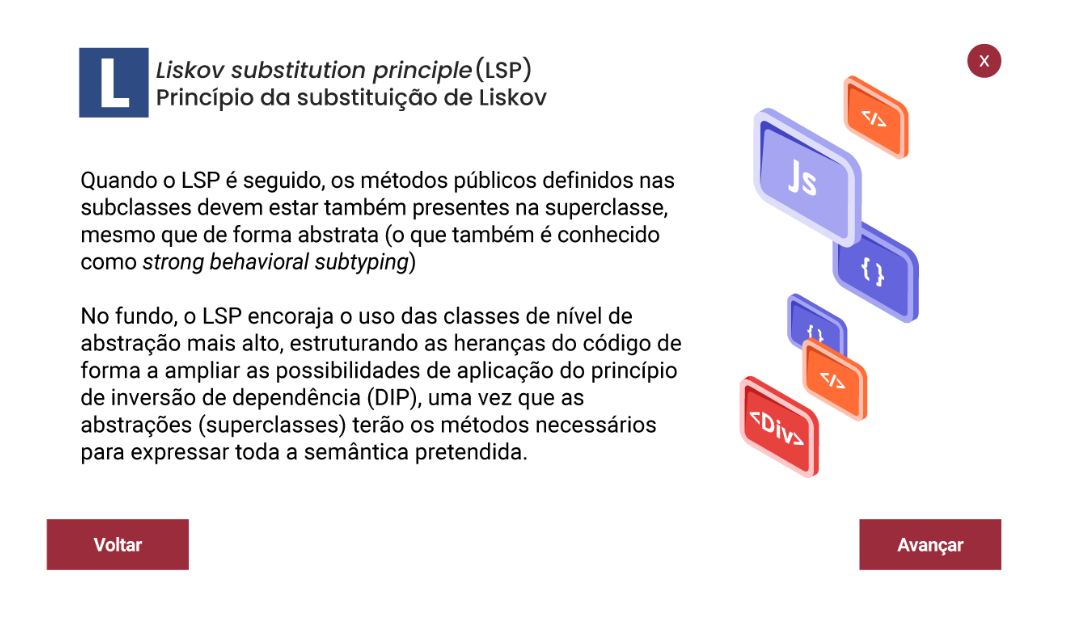 L
Liskov substitution principle (LSP)
Princípio da substituição de Liskov
X
Quando o LSP é seguido, os métodos públicos definidos nas
subclasses devem estar também presentes na superclasse,
mesmo que de forma abstrata (o que também é conhecido
como strong behavioral subtyping)
No fundo, o LSP encoraja o uso das classes de nível de
abstração mais alto, estruturando as heranças do código de
forma a ampliar as possibilidades de aplicação do princípio
de inversão de dependência (DIP), uma vez que as
abstrações (superclasses) terão os métodos necessários
para expressar toda a semântica pretendida.
</>
Js
{ }
{ }
</>
<Div>
Voltar
Avançar